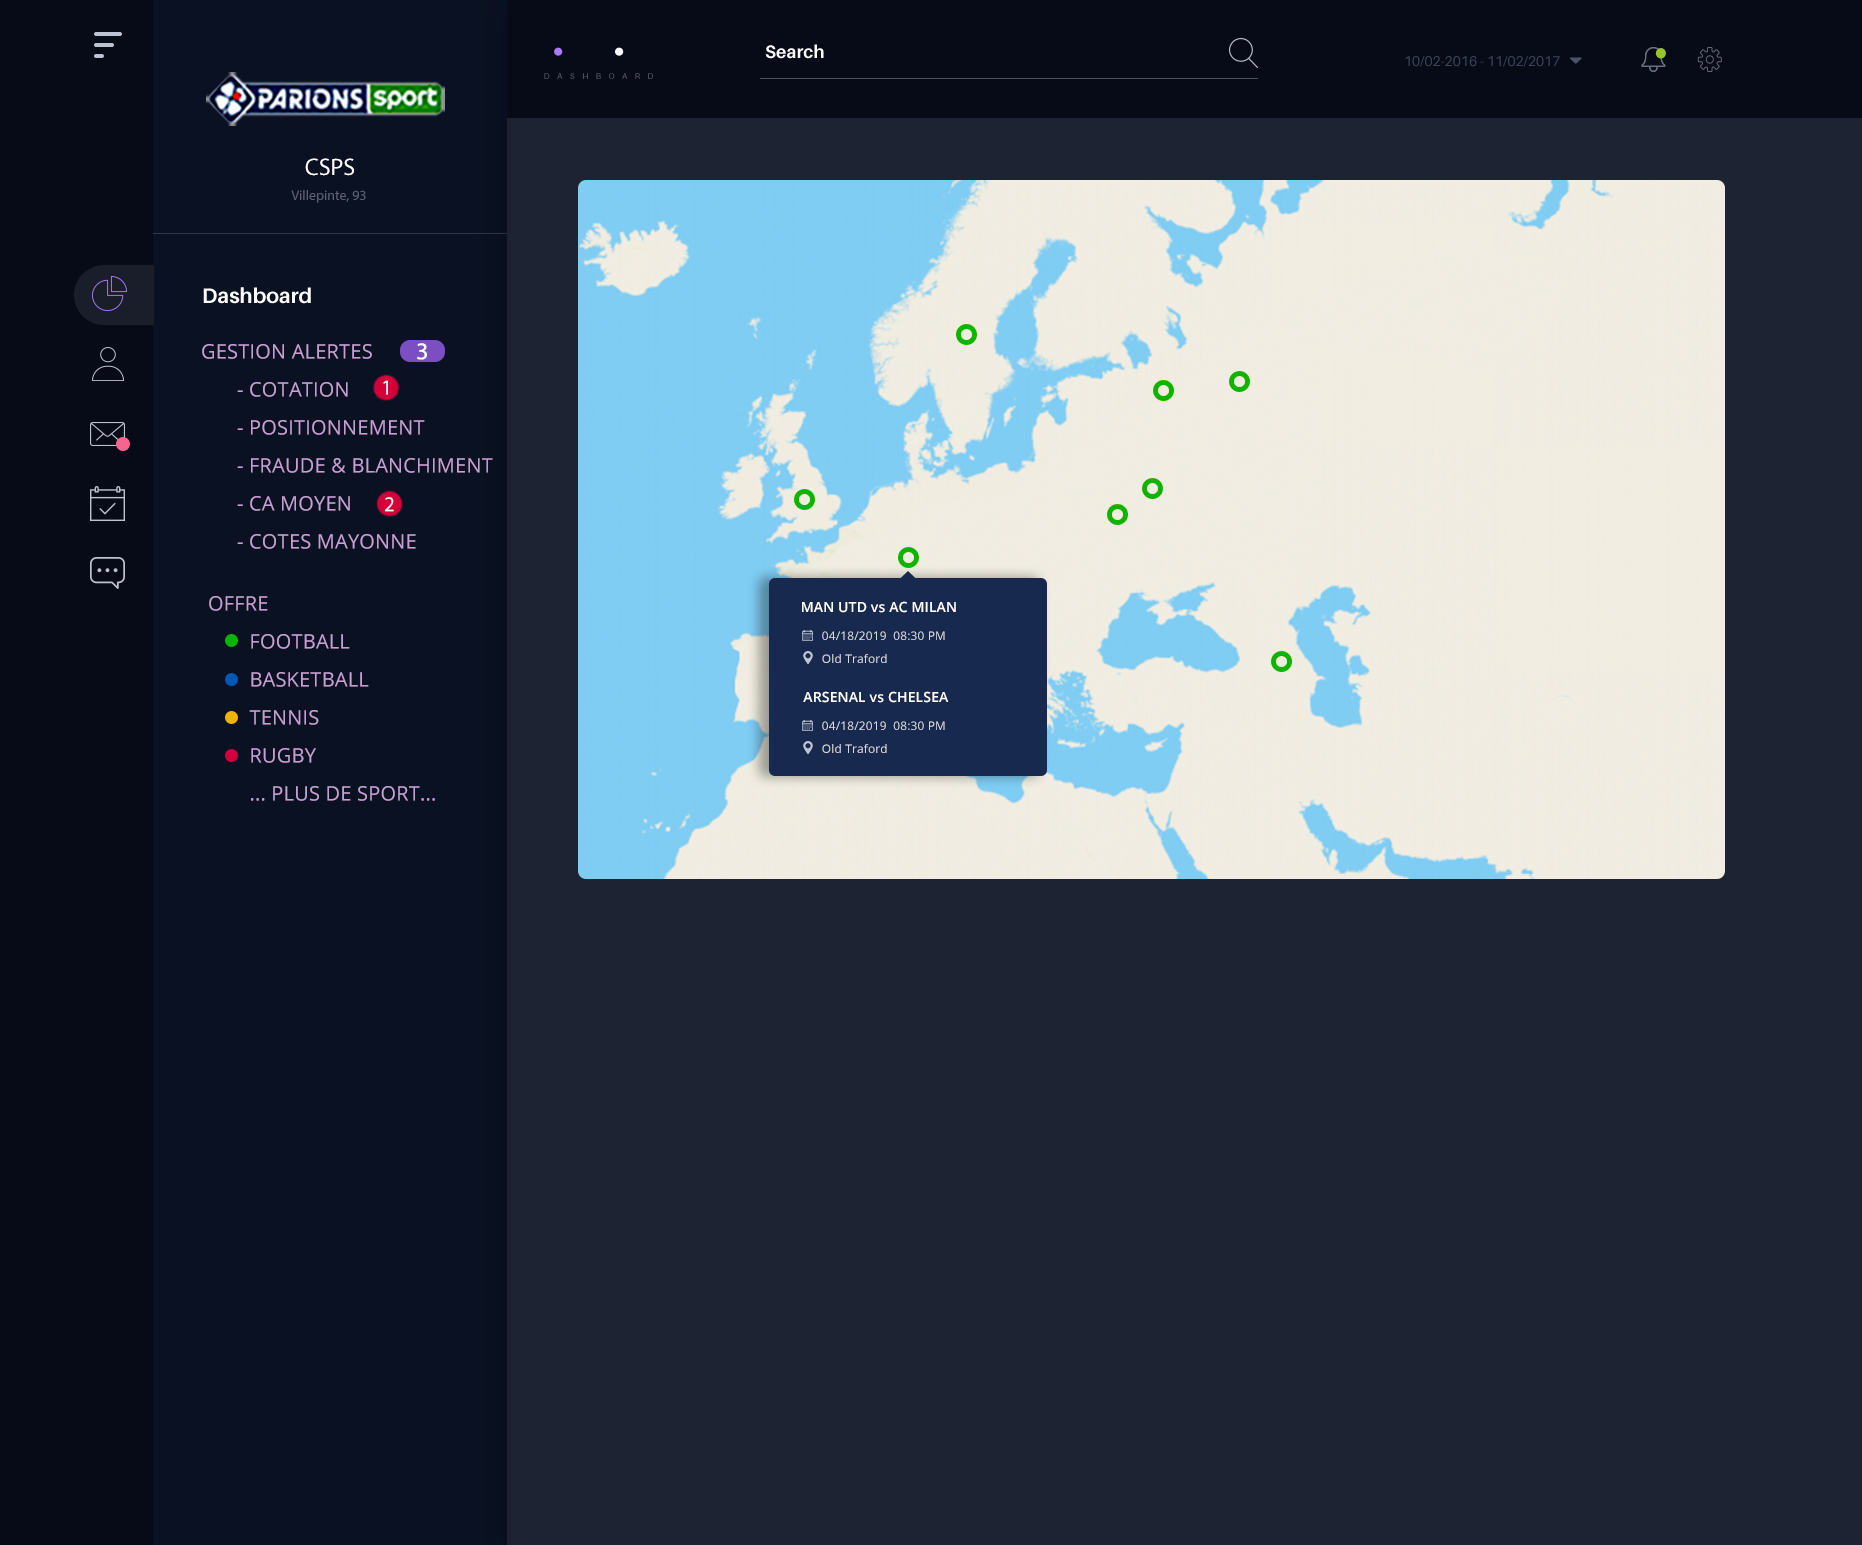 PARIONS sport
CSPS
Villepinte, 93
Dashboard
GESTION ALERTES 3
- COTATION 1
- POSITIONNEMENT
- FRAUDE & BLANCHIMENT
- CA MOYEN 2
- COTES MAYONNE
OFFRE
FOOTBALL
BASKETBALL
TENNIS
RUGBY
... PLUS DE SPORT...
DASHBOARD
Search
10/02-2016 - 11/02/2017
MAN UTD vs AC MILAN
04/18/2019 08:30 PM
Old Traford
ARSENAL vs CHELSEA
04/18/2019 08:30 PM
Old Traford